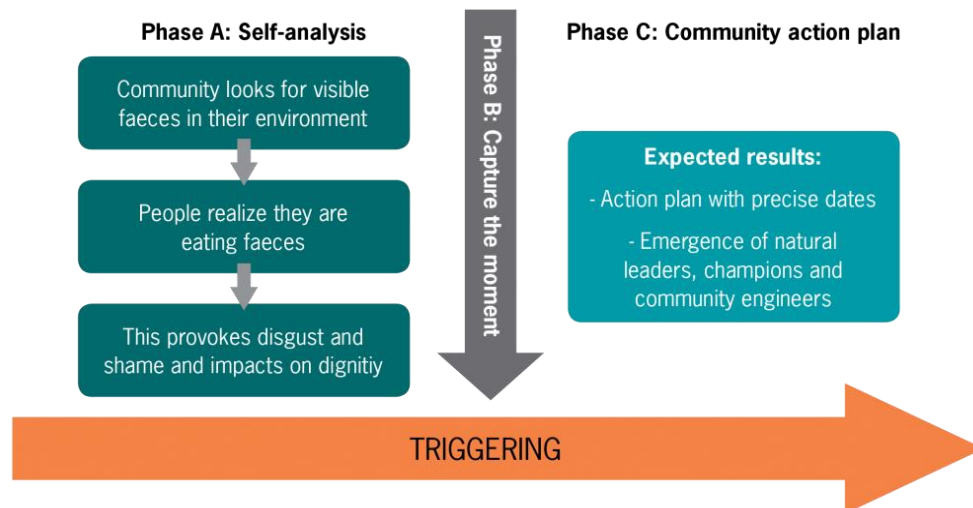 Phase A: Self-analysis
Community looks for visible
faeces in their environment
People realize they are
eating faeces
This provokes disgust and
shame and impacts on dignitiy
Phase B: Capture the moment
Phase C: Community action plan
Expected results:
- Action plan with precise dates
- Emergence of natural
leaders, champions and
community engineers
TRIGGERING